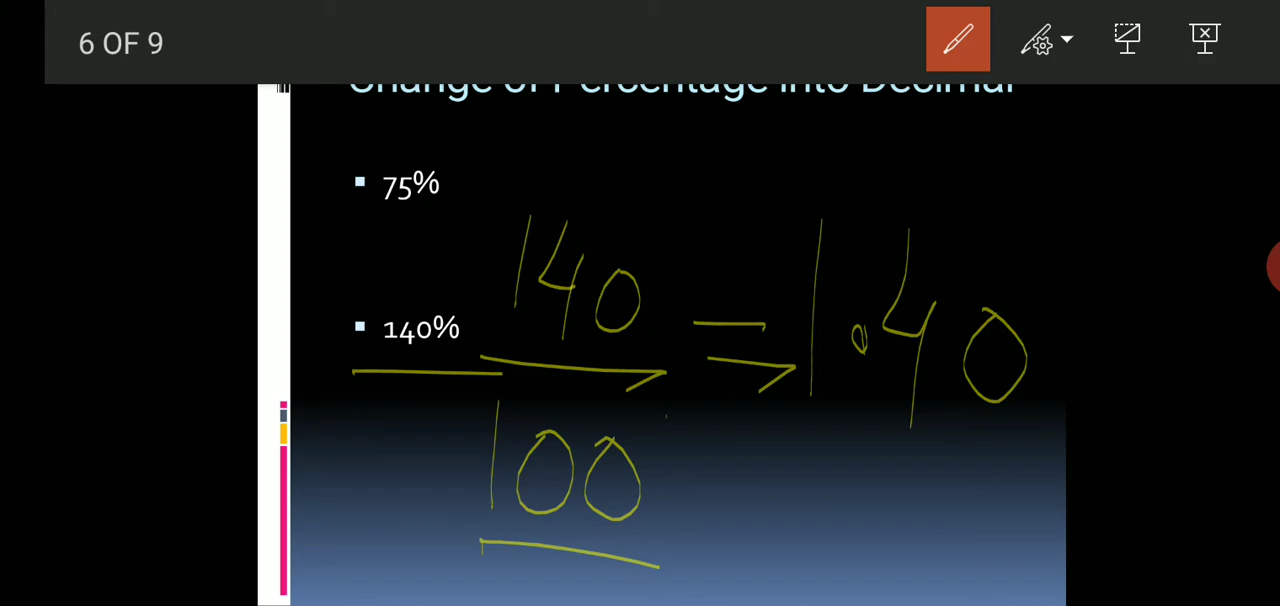 6 OF 9
Change of Percentage into Decimal
75%
140%
140
100
= 1.40